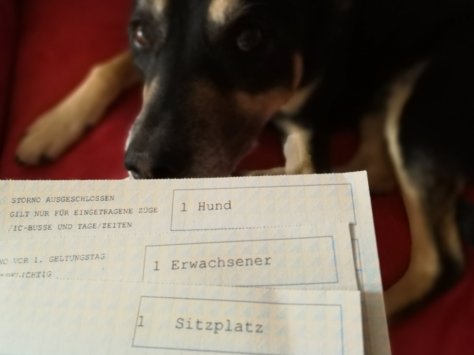 STORNO AUSGESCHLOSSEN
GILT NUR FÜR EINGETRAGENE ZÜGE
/IC-BUSSE UND TAGE/ZEITEN
1 Hund
NO VOR 1. GELTUNGSTAG
1 Erwachsener
1 Sitzplatz